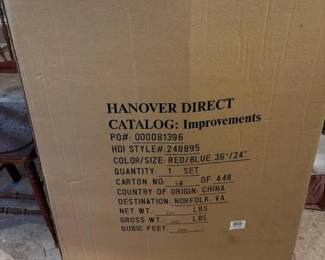 HANOVER DIRECT
CATALOG: Improvements
PO#: 000081396
HDI STYLE#: 248895
COLOR/SIZE: RED/BLUE 36"/24"
QUANTITY: 1 SET
CARTON NO. OF 448
COUNTRY OF ORIGIN: CHINA
DESTINATION: NORFOLK, VA
NET WT. LBS
GROSS WT. LBS
CUBIC FEET: